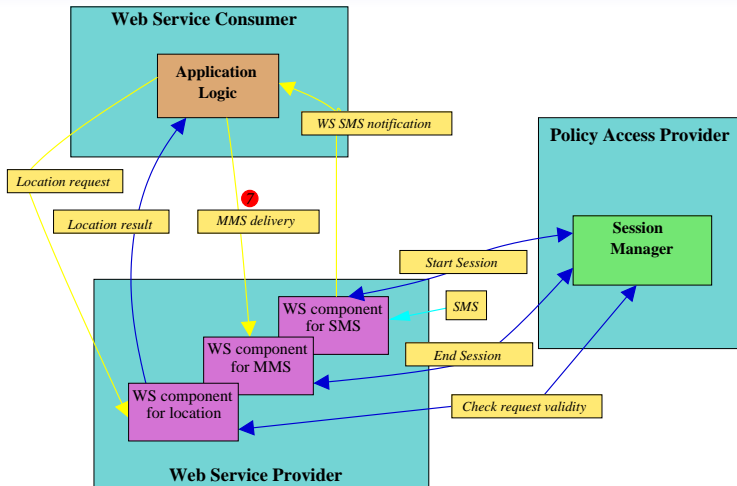 Web Service Consumer
Application
Logic
WS SMS notification
Policy Access Provider
Location request
7
Location result
MMS delivery
Session
Manager
Start Session
SMS
WS component
for SMS
WS component
for MMS
End Session
WS component
for location
Check request validity
Web Service Provider